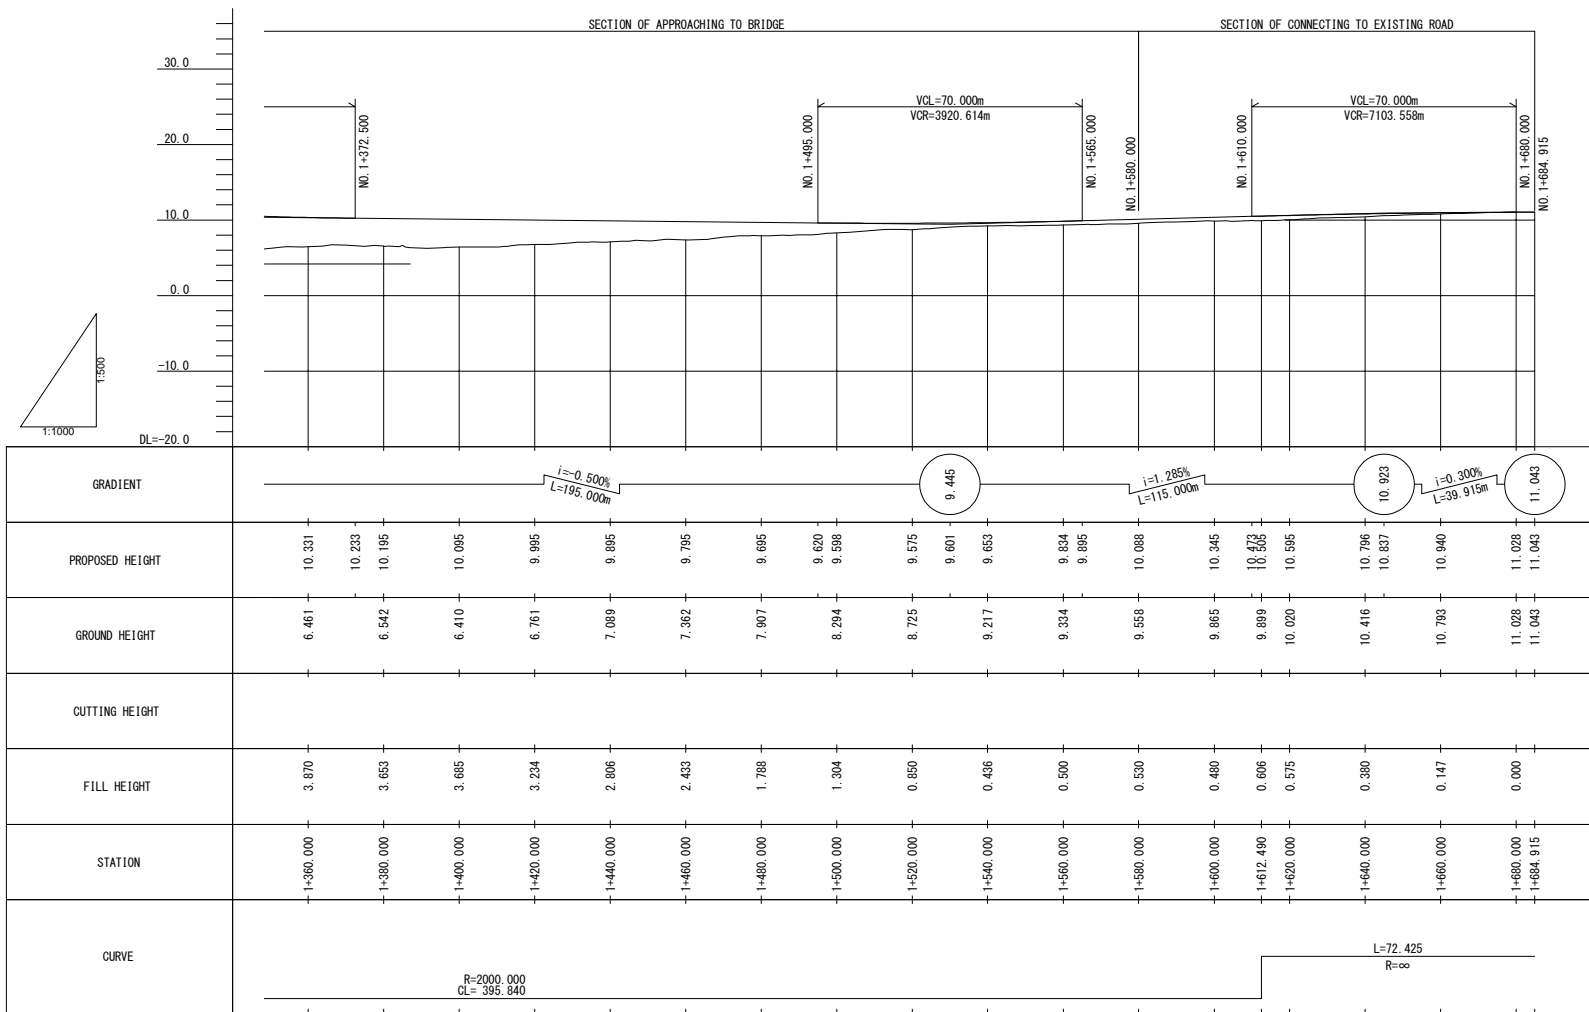 SECTION OF APPROACHING TO BRIDGE
SECTION OF CONNECTING TO EXISTING ROAD
30.0
20.0
10.0
0.0
-10.0
DL=-20.0
1:500
1:1000
NO.1+372.500
NO.1+495.000
VCL=70.000m
VCR=3920.614m
NO.1+565.000
NO.1+580.000
NO.1+610.000
VCL=70.000m
VCR=7103.558m
NO.1+680.000
NO.1+684.915
GRADIENT
i=-0.500%
L=195.000m
9.445
i=1.285%
L=115.000m
10.923
i=0.300%
L=39.915m
11.043
PROPOSED HEIGHT
10.331
10.233
10.195
10.095
9.995
9.895
9.795
9.695
9.620
9.598
9.575
9.601
9.653
9.834
9.895
10.088
10.345
10.473
10.505
10.595
10.796
10.837
10.940
11.028
11.043
GROUND HEIGHT
6.461
6.542
6.410
6.761
7.089
7.362
7.907
8.294
8.725
9.217
9.334
9.558
9.865
9.899
10.020
10.416
10.793
11.028
11.043
CUTTING HEIGHT
FILL HEIGHT
3.870
3.653
3.685
3.234
2.806
2.433
1.788
1.304
0.850
0.436
0.500
0.530
0.480
0.606
0.575
0.380
0.147
0.000
STATION
1+360.000
1+380.000
1+400.000
1+420.000
1+440.000
1+460.000
1+480.000
1+500.000
1+520.000
1+540.000
1+560.000
1+580.000
1+600.000
1+612.490
1+620.000
1+640.000
1+660.000
1+680.000
1+684.915
CURVE
R=2000.000
CL= 395.840
L=72.425
R=∞